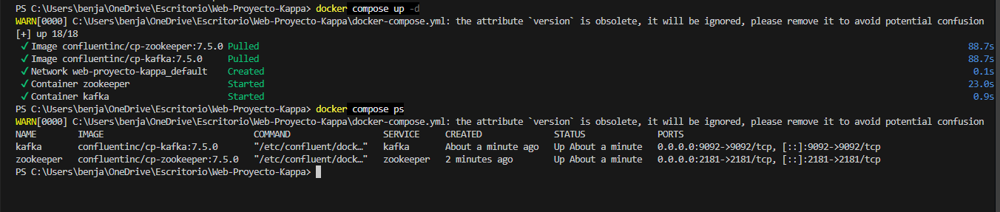 PS C:\Users\benja\OneDrive\Escritorio\Web-Proyecto-Kappa> docker compose up -d
WARN[0000] C:\Users\benja\OneDrive\Escritorio\Web-Proyecto-Kappa\docker-compose.yml: the attribute `version` is obsolete, it will be ignored, please remove it to avoid potential confusion
[+] up 18/18
✓ Image confluentinc/cp-zookeeper:7.5.0 Pulled 88.7s
✓ Image confluentinc/cp-kafka:7.5.0 Pulled 88.7s
✓ Network web-proyecto-kappa_default Created 0.1s
✓ Container zookeeper Started 23.0s
✓ Container kafka Started 0.9s
PS C:\Users\benja\OneDrive\Escritorio\Web-Proyecto-Kappa> docker compose ps
WARN[0000] C:\Users\benja\OneDrive\Escritorio\Web-Proyecto-Kappa\docker-compose.yml: the attribute `version` is obsolete, it will be ignored, please remove it to avoid potential confusion
NAME IMAGE COMMAND SERVICE CREATED STATUS PORTS
kafka confluentinc/cp-kafka:7.5.0 "/etc/confluent/dock…" kafka About a minute ago Up About a minute 0.0.0.0:9092->9092/tcp, [::]:9092->9092/tcp
zookeeper confluentinc/cp-zookeeper:7.5.0 "/etc/confluent/dock…" zookeeper 2 minutes ago Up About a minute 0.0.0.0:2181->2181/tcp, [::]:2181->2181/tcp
PS C:\Users\benja\OneDrive\Escritorio\Web-Proyecto-Kappa>